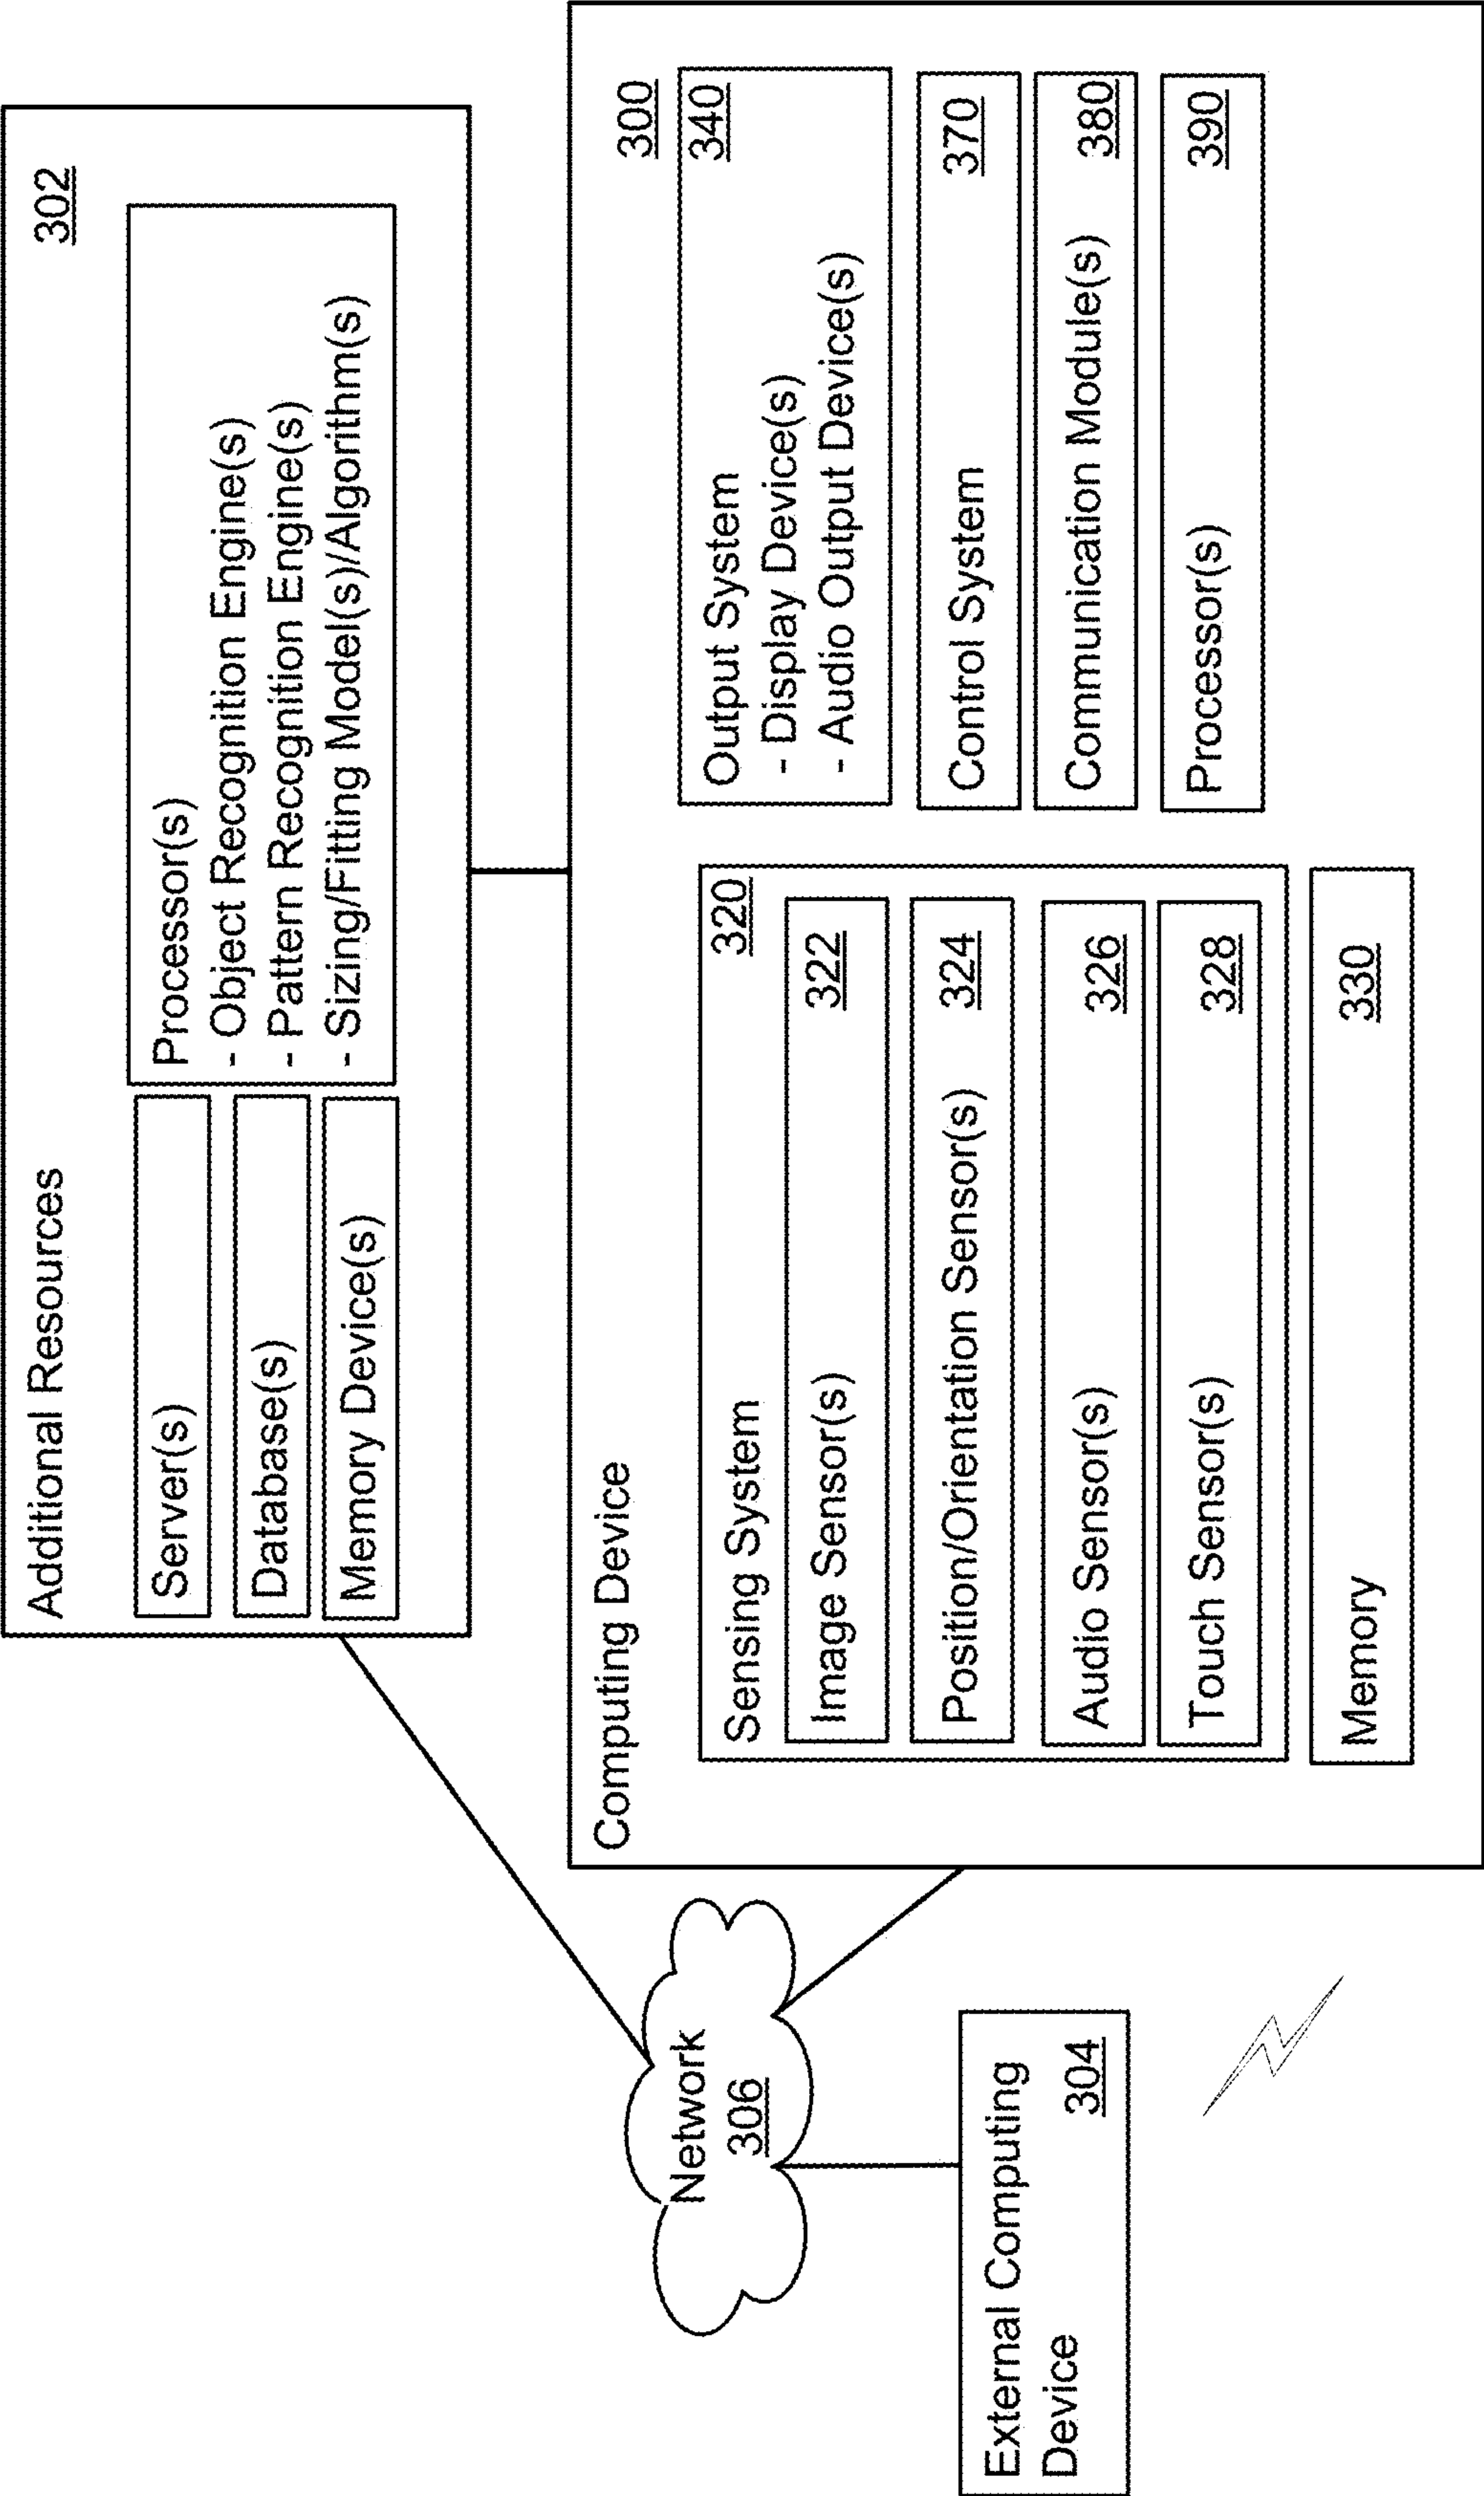 Additional Resources
302
Server(s)
Database(s)
Memory Device(s)
Processor(s)
- Object Recognition Engine(s)
- Pattern Recognition Engine(s)
- Sizing/Fitting Model(s)/Algorithm(s)
Network
306
External Computing
Device
304
Computing Device
300
Sensing System
320
Image Sensor(s)
322
Position/Orientation Sensor(s)
324
Audio Sensor(s)
326
Touch Sensor(s)
328
Memory
330
Output System
340
- Display Device(s)
- Audio Output Device(s)
Control System
370
Communication Module(s)
380
Processor(s)
390